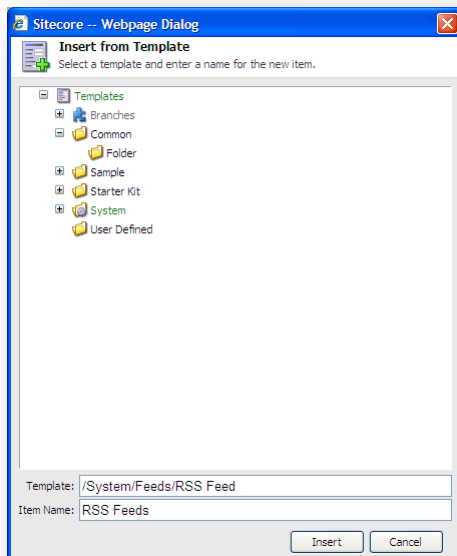 Sitecore -- Webpage Dialog
Insert from Template
Select a template and enter a name for the new item.
Templates
Branches
Common
Folder
Sample
Starter Kit
System
User Defined
Template: /System/Feeds/RSS Feed
Item Name: RSS Feeds
Insert Cancel